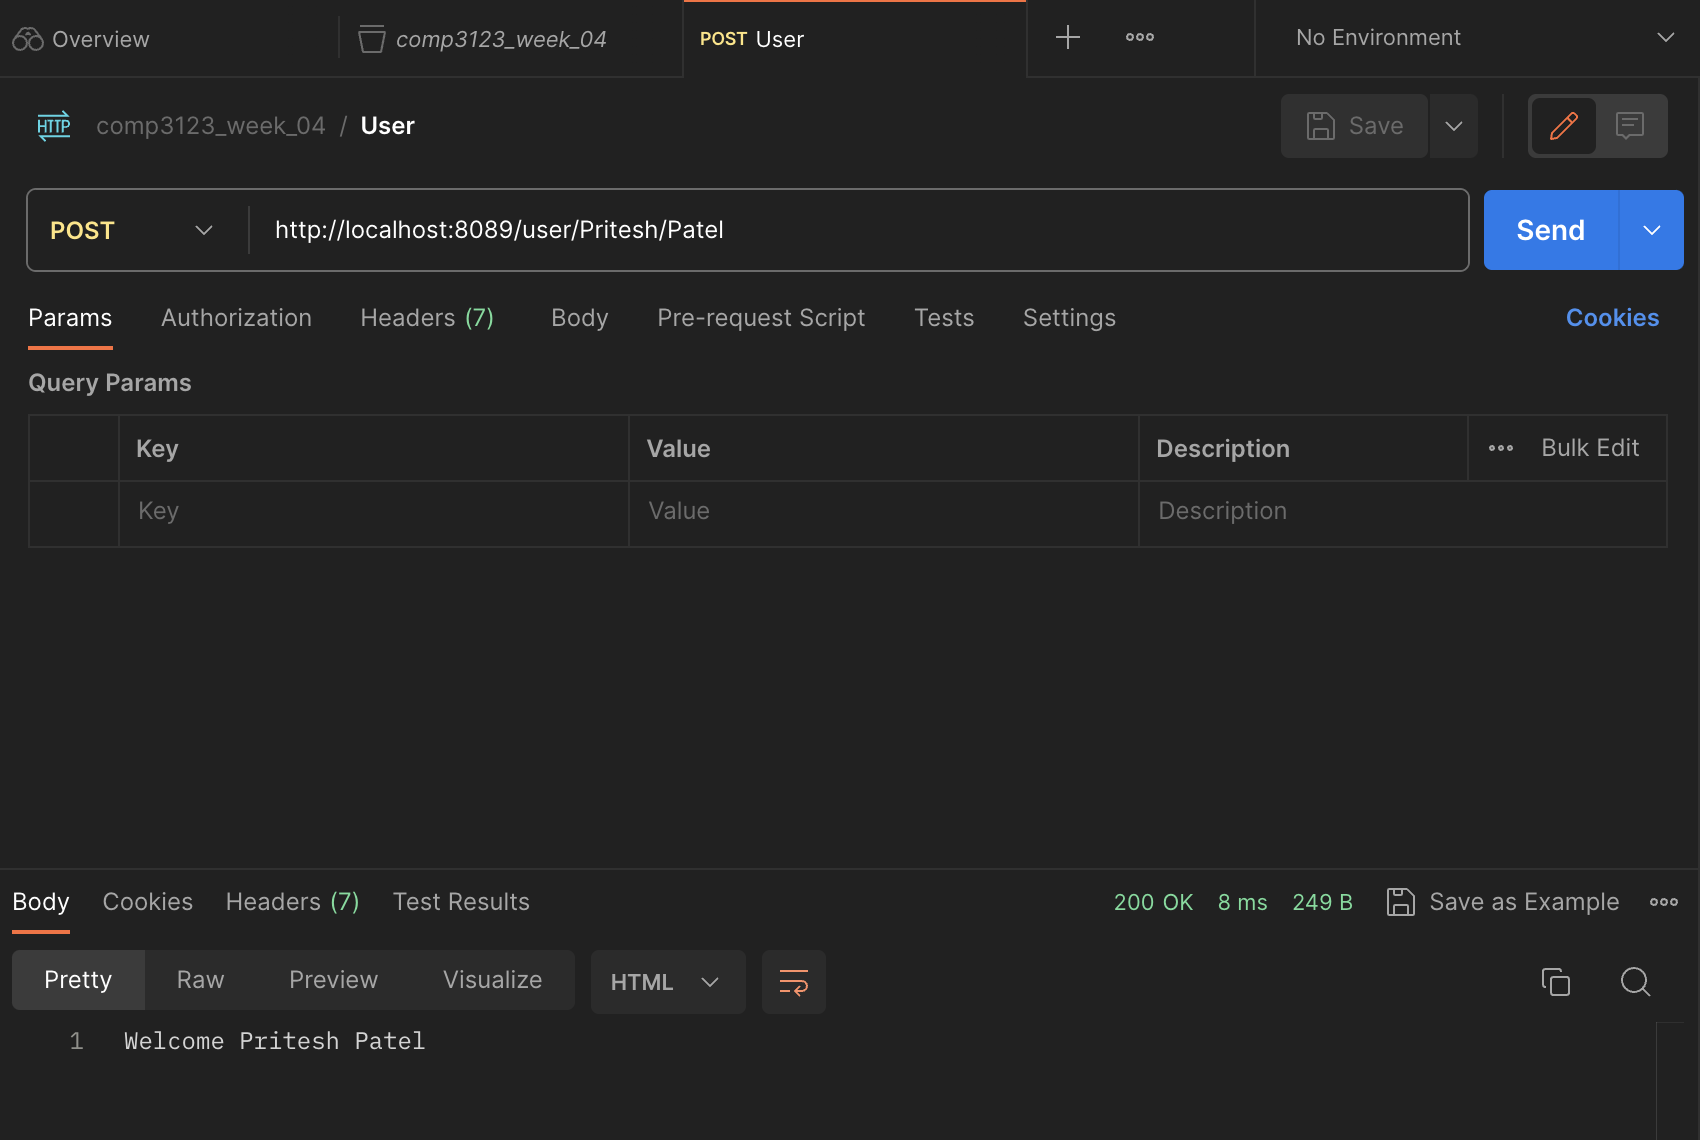 Overview comp3123_week_04 POST User No Environment
HTTP comp3123_week_04 / User Save
POST http://localhost:8089/user/Pritesh/Patel Send
Params Authorization Headers (7) Body Pre-request Script Tests Settings Cookies
Query Params
Key Value Description Bulk Edit
Key Value Description
Body Cookies Headers (7) Test Results 200 OK 8 ms 249 B Save as Example
Pretty Raw Preview Visualize HTML
1 Welcome Pritesh Patel